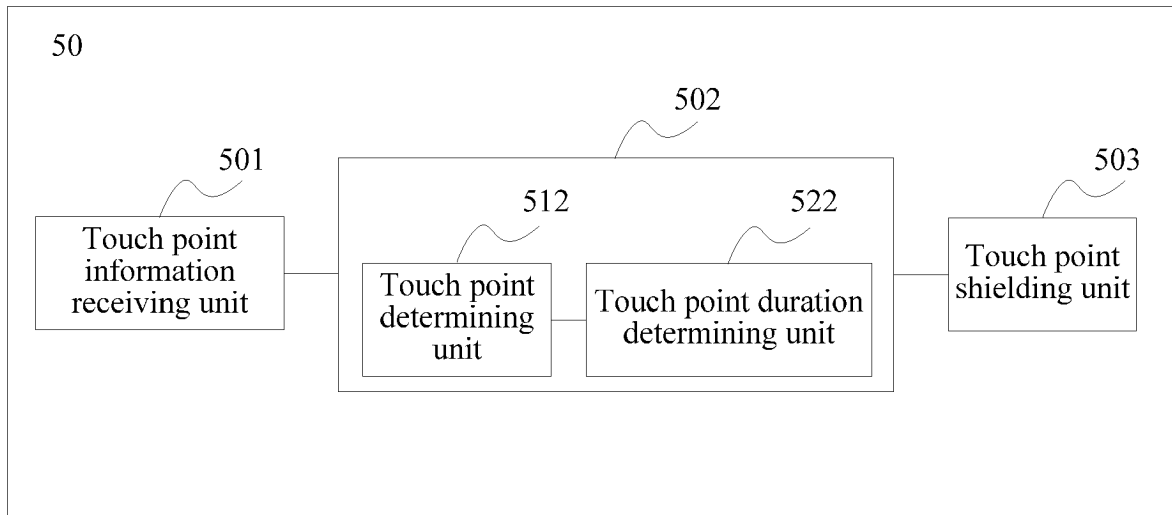 50
502
501
503
512
522
Touch point
information
receiving unit
Touch point
determining
unit
Touch point duration
determining unit
Touch point
shielding unit